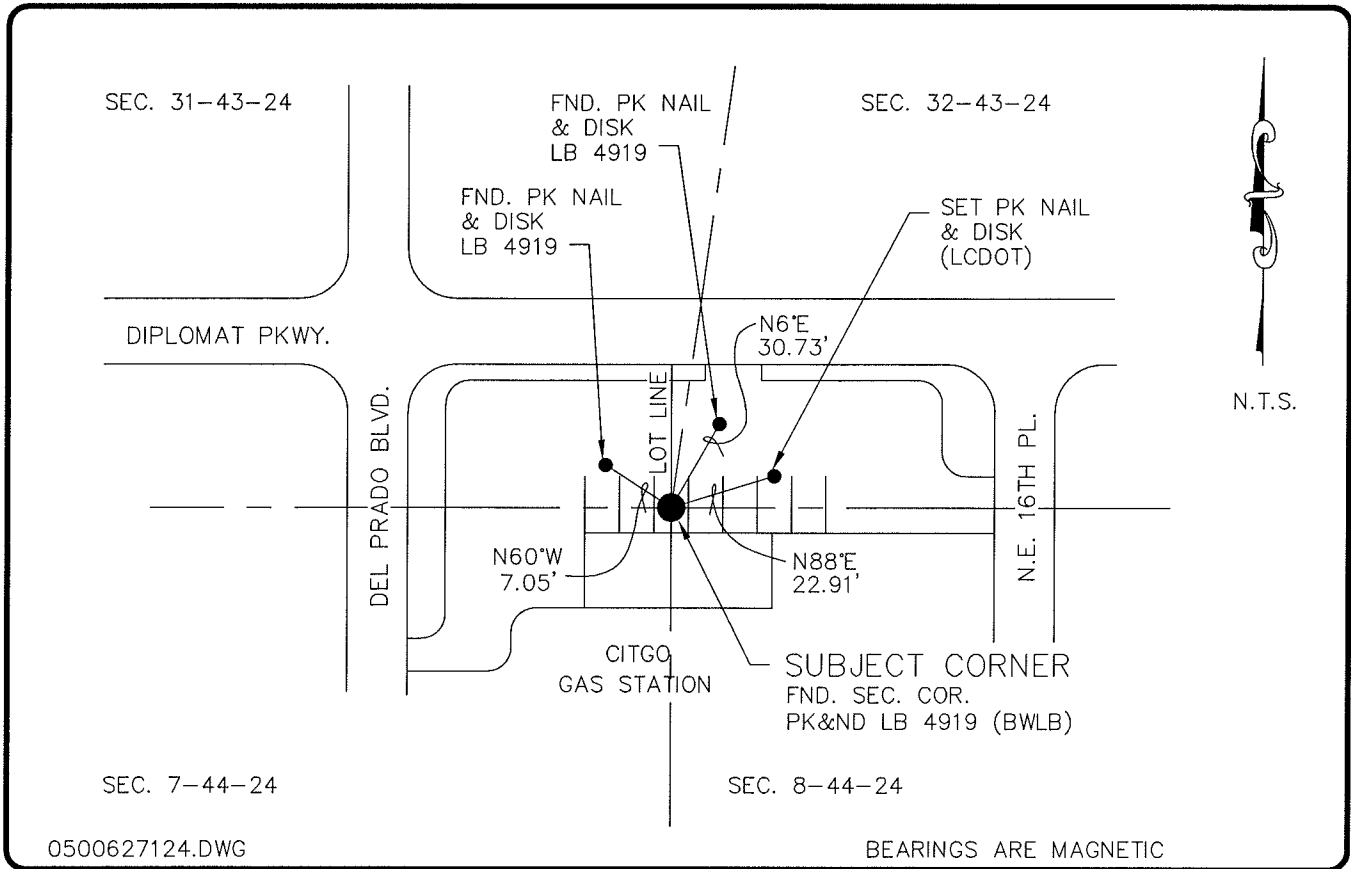 SEC. 31-43-24
FND. PK NAIL
& DISK
LB 4919
SEC. 32-43-24
FND. PK NAIL
& DISK
LB 4919
SET PK NAIL
& DISK
(LCDOT)
DIPLOMAT PKWY.
N6°E
30.73'
N.T.S.
LOT LINE
DEL PRADO BLVD.
N.E. 16TH PL.
N60°W
7.05'
N88°E
22.91'
CITGO
GAS STATION
SUBJECT CORNER
FND. SEC. COR.
PK&ND LB 4919 (BWLB)
SEC. 7-44-24
SEC. 8-44-24
0500627124.DWG
BEARINGS ARE MAGNETIC